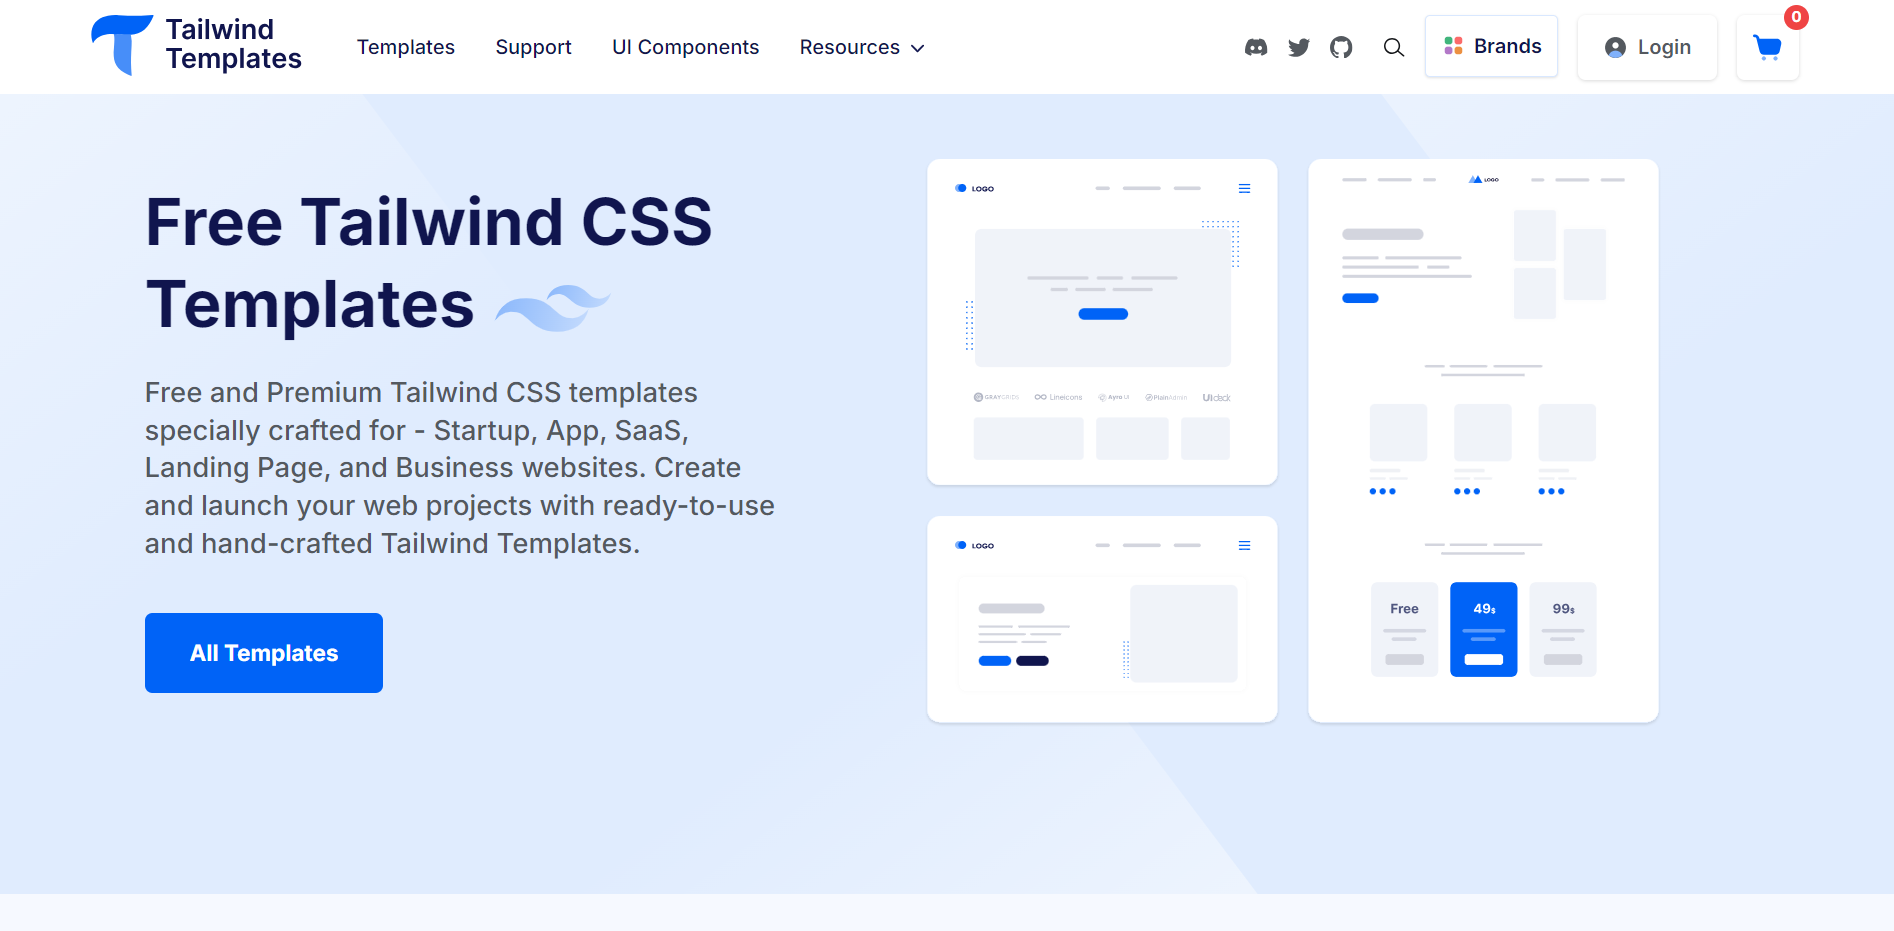 Tailwind
Templates
Templates
Support
UI Components
Resources
Brands
Login
0
Free Tailwind CSS
Templates
Free and Premium Tailwind CSS templates
specially crafted for - Startup, App, SaaS,
Landing Page, and Business websites. Create
and launch your web projects with ready-to-use
and hand-crafted Tailwind Templates.
All Templates
LOGO
GRAYGRIDS
Lineicons
Ayro UI
PlainAdmin
UIdeck
LOGO
LOGO
Free
49$
99$